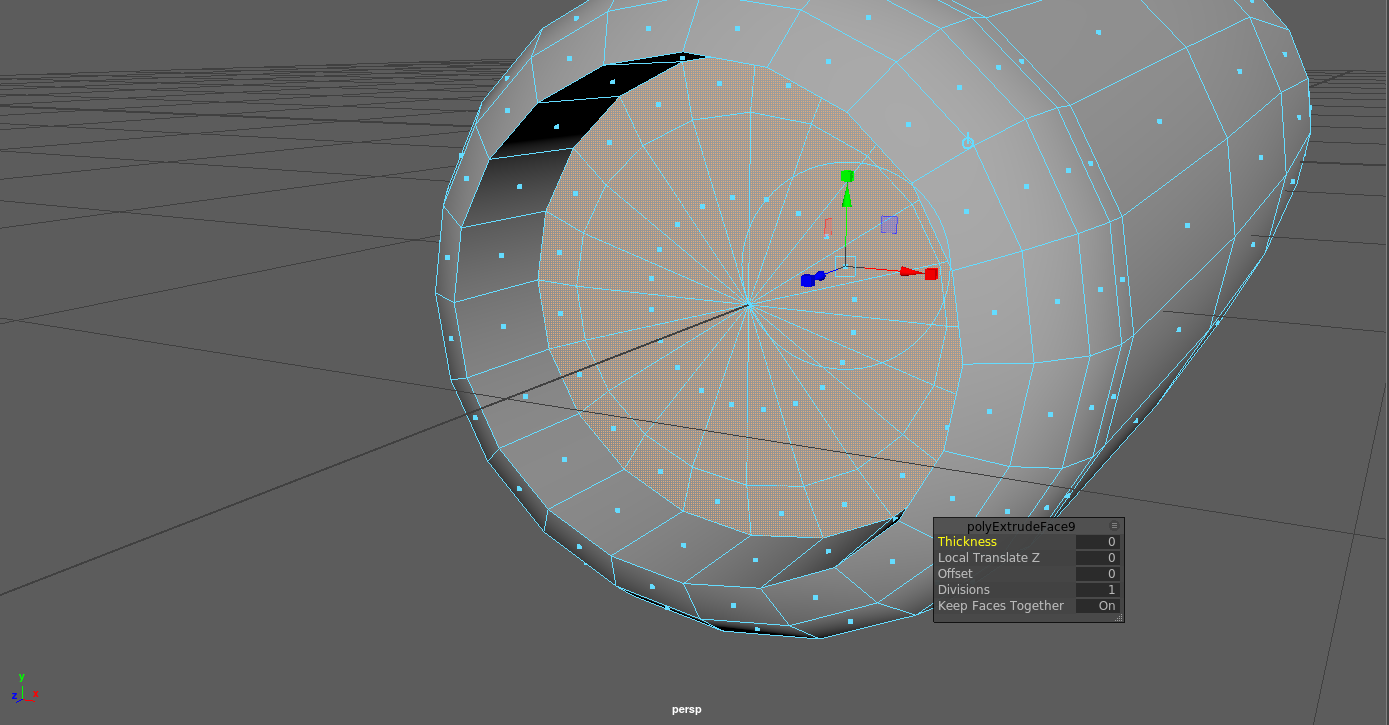 polyExtrudeFace9
Thickness 0
Local Translate Z 0
Offset 0
Divisions 1
Keep Faces Together On
y
z x
persp